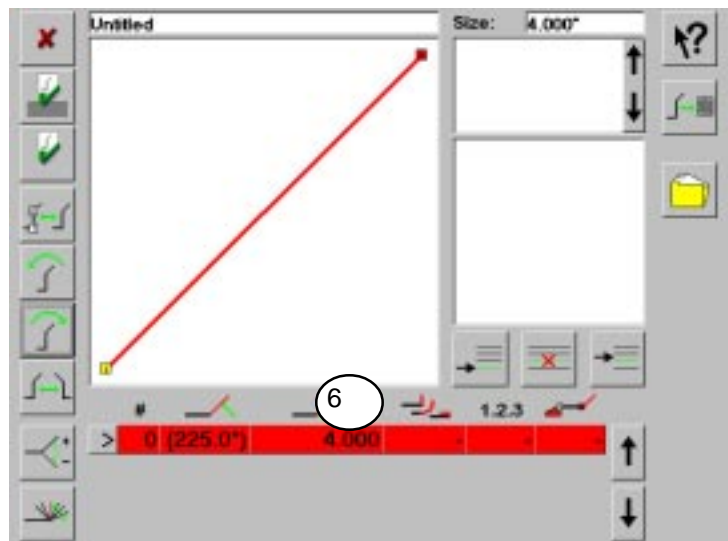 Untitled
Size: 4.000"
?
6
# 1.2.3
> 0 (225.0°) 4.000 - - -